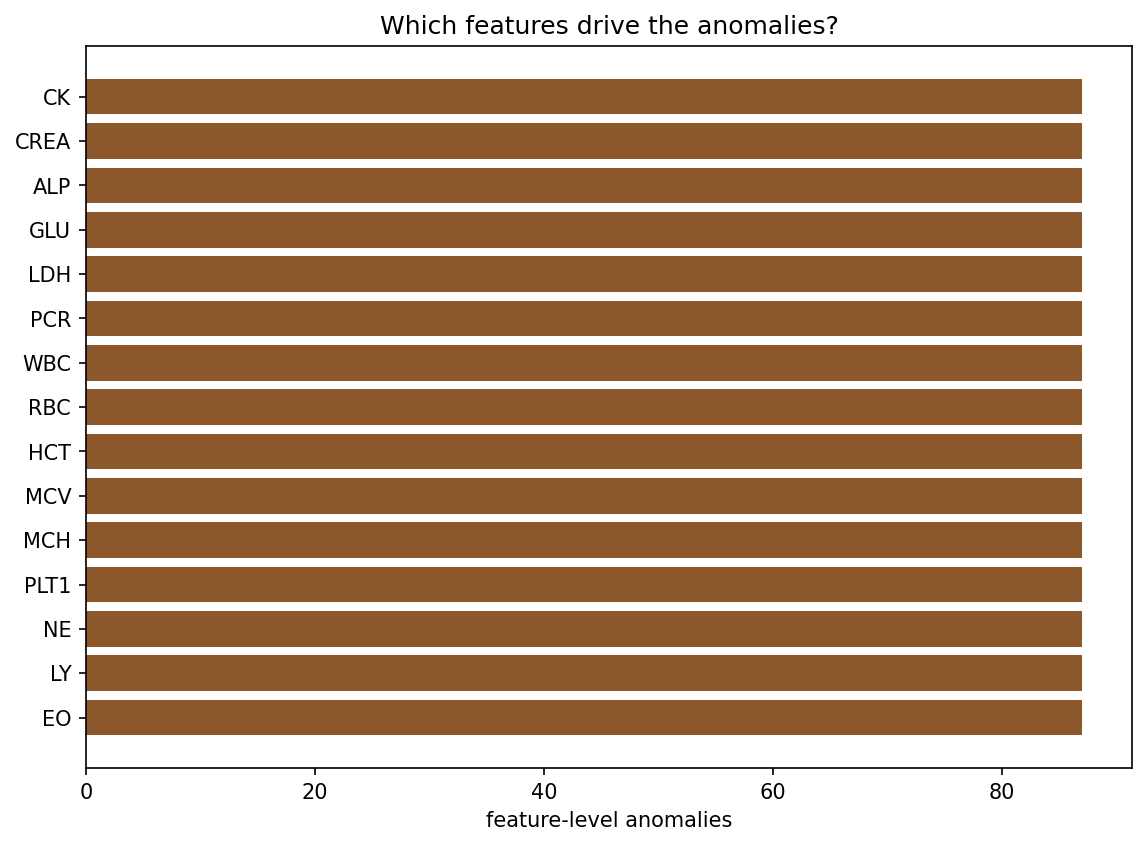 Which features drive the anomalies?
CK
CREA
ALP
GLU
LDH
PCR
WBC
RBC
HCT
MCV
MCH
PLT1
NE
LY
EO
0 20 40 60 80
feature-level anomalies